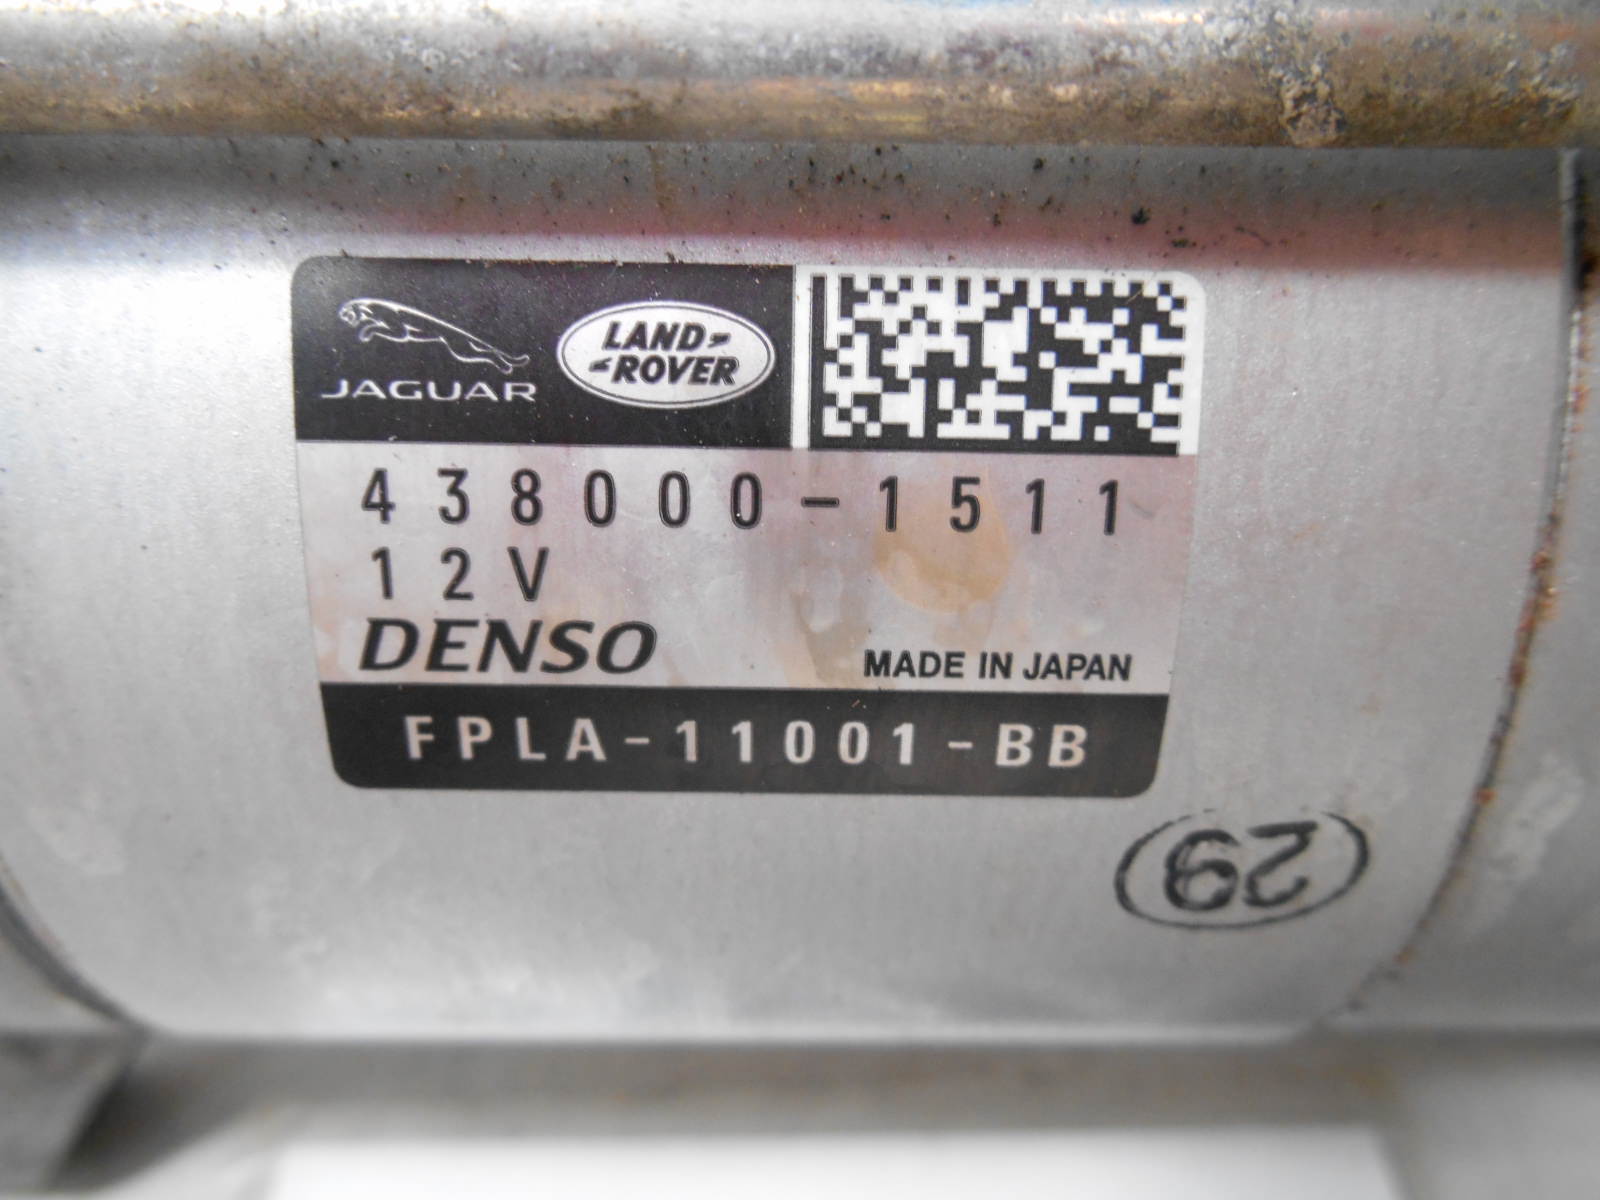 JAGUAR
LAND-
-ROVER
438000-1511
12V
DENSO
MADE IN JAPAN
FPLA-11001-BB
29